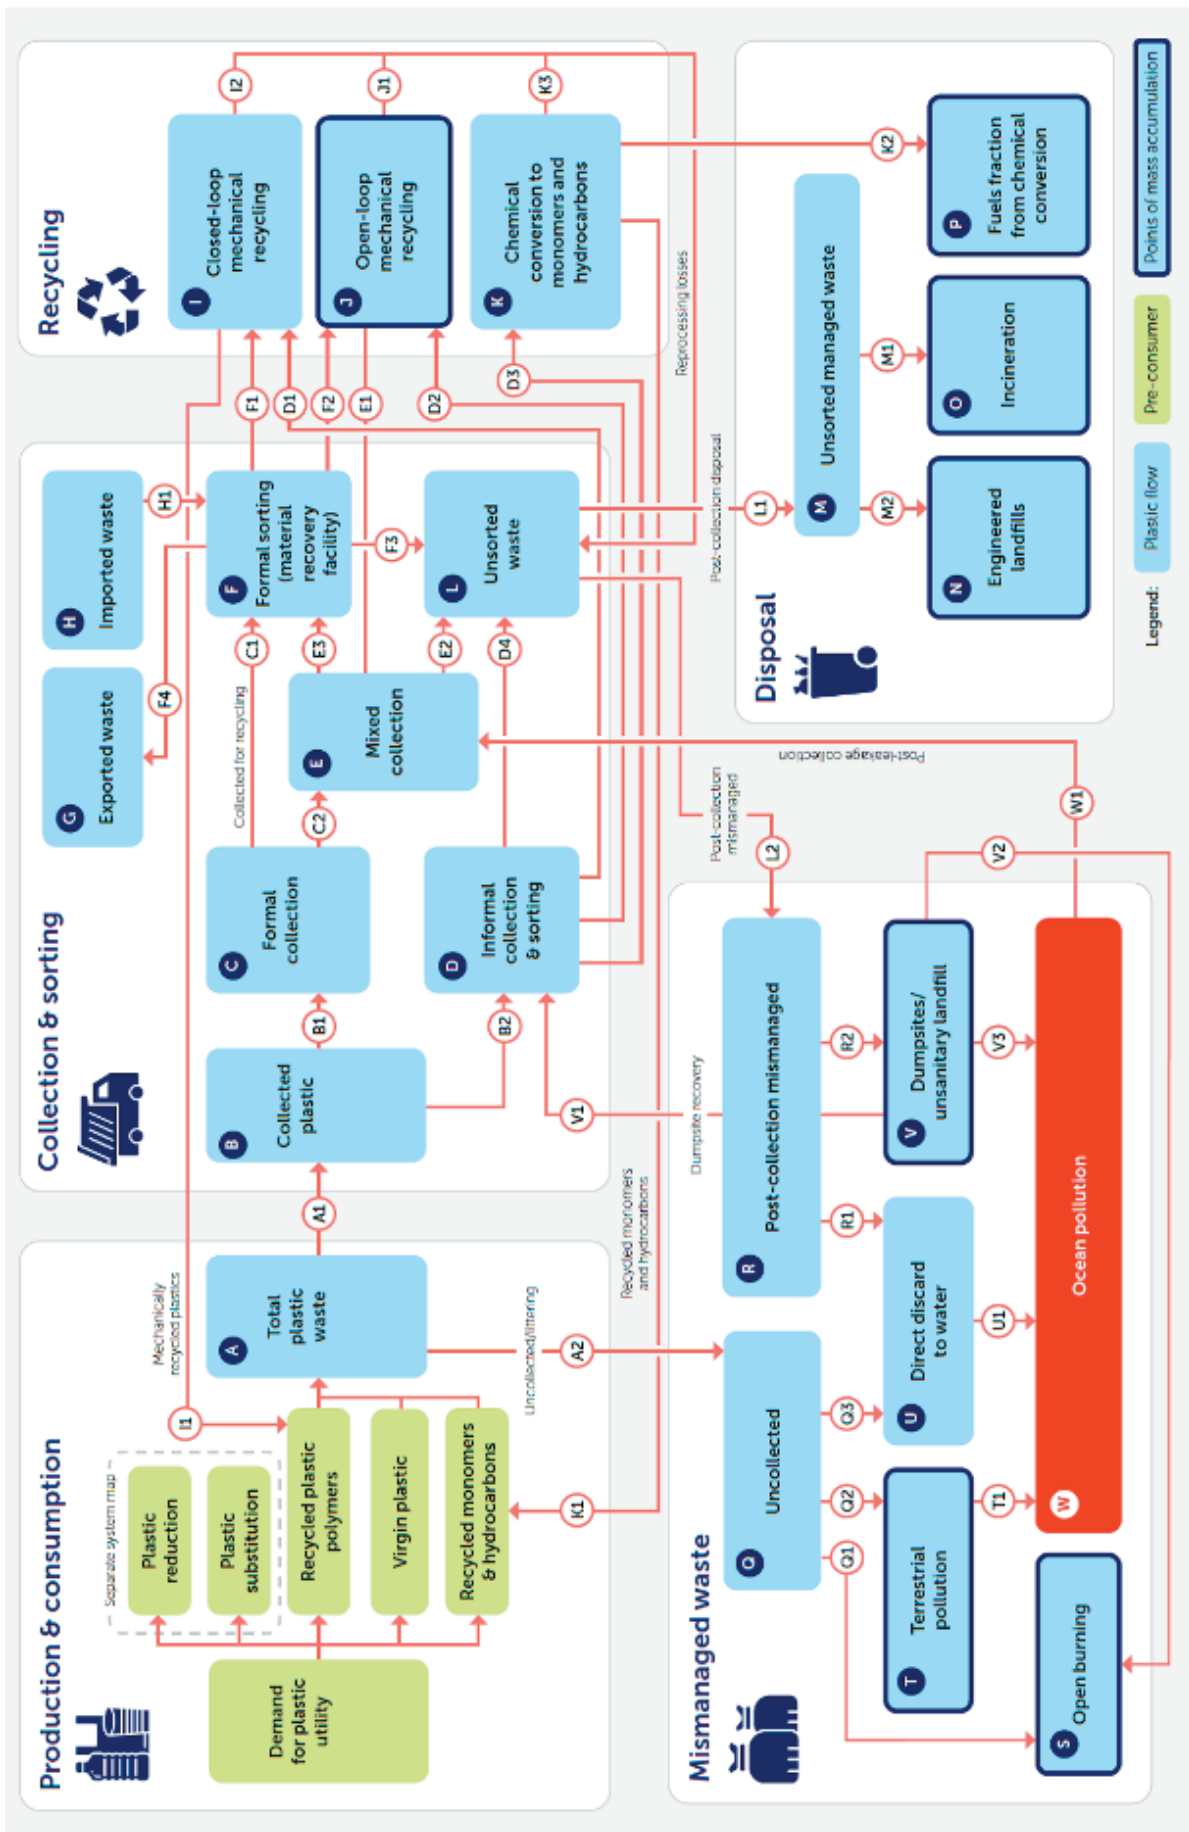 Production & consumption
Demand
for plastic
utility
Separate system map
Plastic
reduction
Plastic
substitution
Recycled plastic
polymers
Virgin plastic
Recycled monomers
& hydrocarbons
I1
Mechanically
recycled plastics
A
Total
plastic
waste
A1
Uncollected/littering
A2
K1
Recycled monomers
and hydrocarbons
Collection & sorting
B
Collected
plastic
B1
B2
V1
Dumpsite recovery
C
Formal
collection
D
Informal
collection
& sorting
Collected for recycling
C1
C2
E
Mixed
collection
E3
E2
D4
G
Exported waste
F4
H
Imported waste
H1
F
Formal sorting
(material
recovery
facility)
F3
L
Unsorted
waste
F1
D1
F2
E1
D2
D3
Recycling
I
Closed-loop
mechanical
recycling
J
Open-loop
mechanical
recycling
K
Chemical
conversion to
monomers and
hydrocarbons
I2
J1
K3
K2
Reprocessing losses
Mismanaged waste
Q
Uncollected
Q1
Q2
Q3
R
Post-collection mismanaged
R1
R2
L2
Post-collection
mismanaged
T
Terrestrial
pollution
U
Direct discard
to water
V
Dumpsites/
unsanitary landfill
T1
U1
V3
V2
W1
Post-leakage collection
S
Open burning
W
Ocean pollution
Disposal
Post-collection disposal
L1
M
Unsorted managed waste
M2
M1
N
Engineered
landfills
O
Incineration
P
Fuels fraction
from chemical
conversion
Legend:
Plastic flow
Pre-consumer
Points of mass accumulation